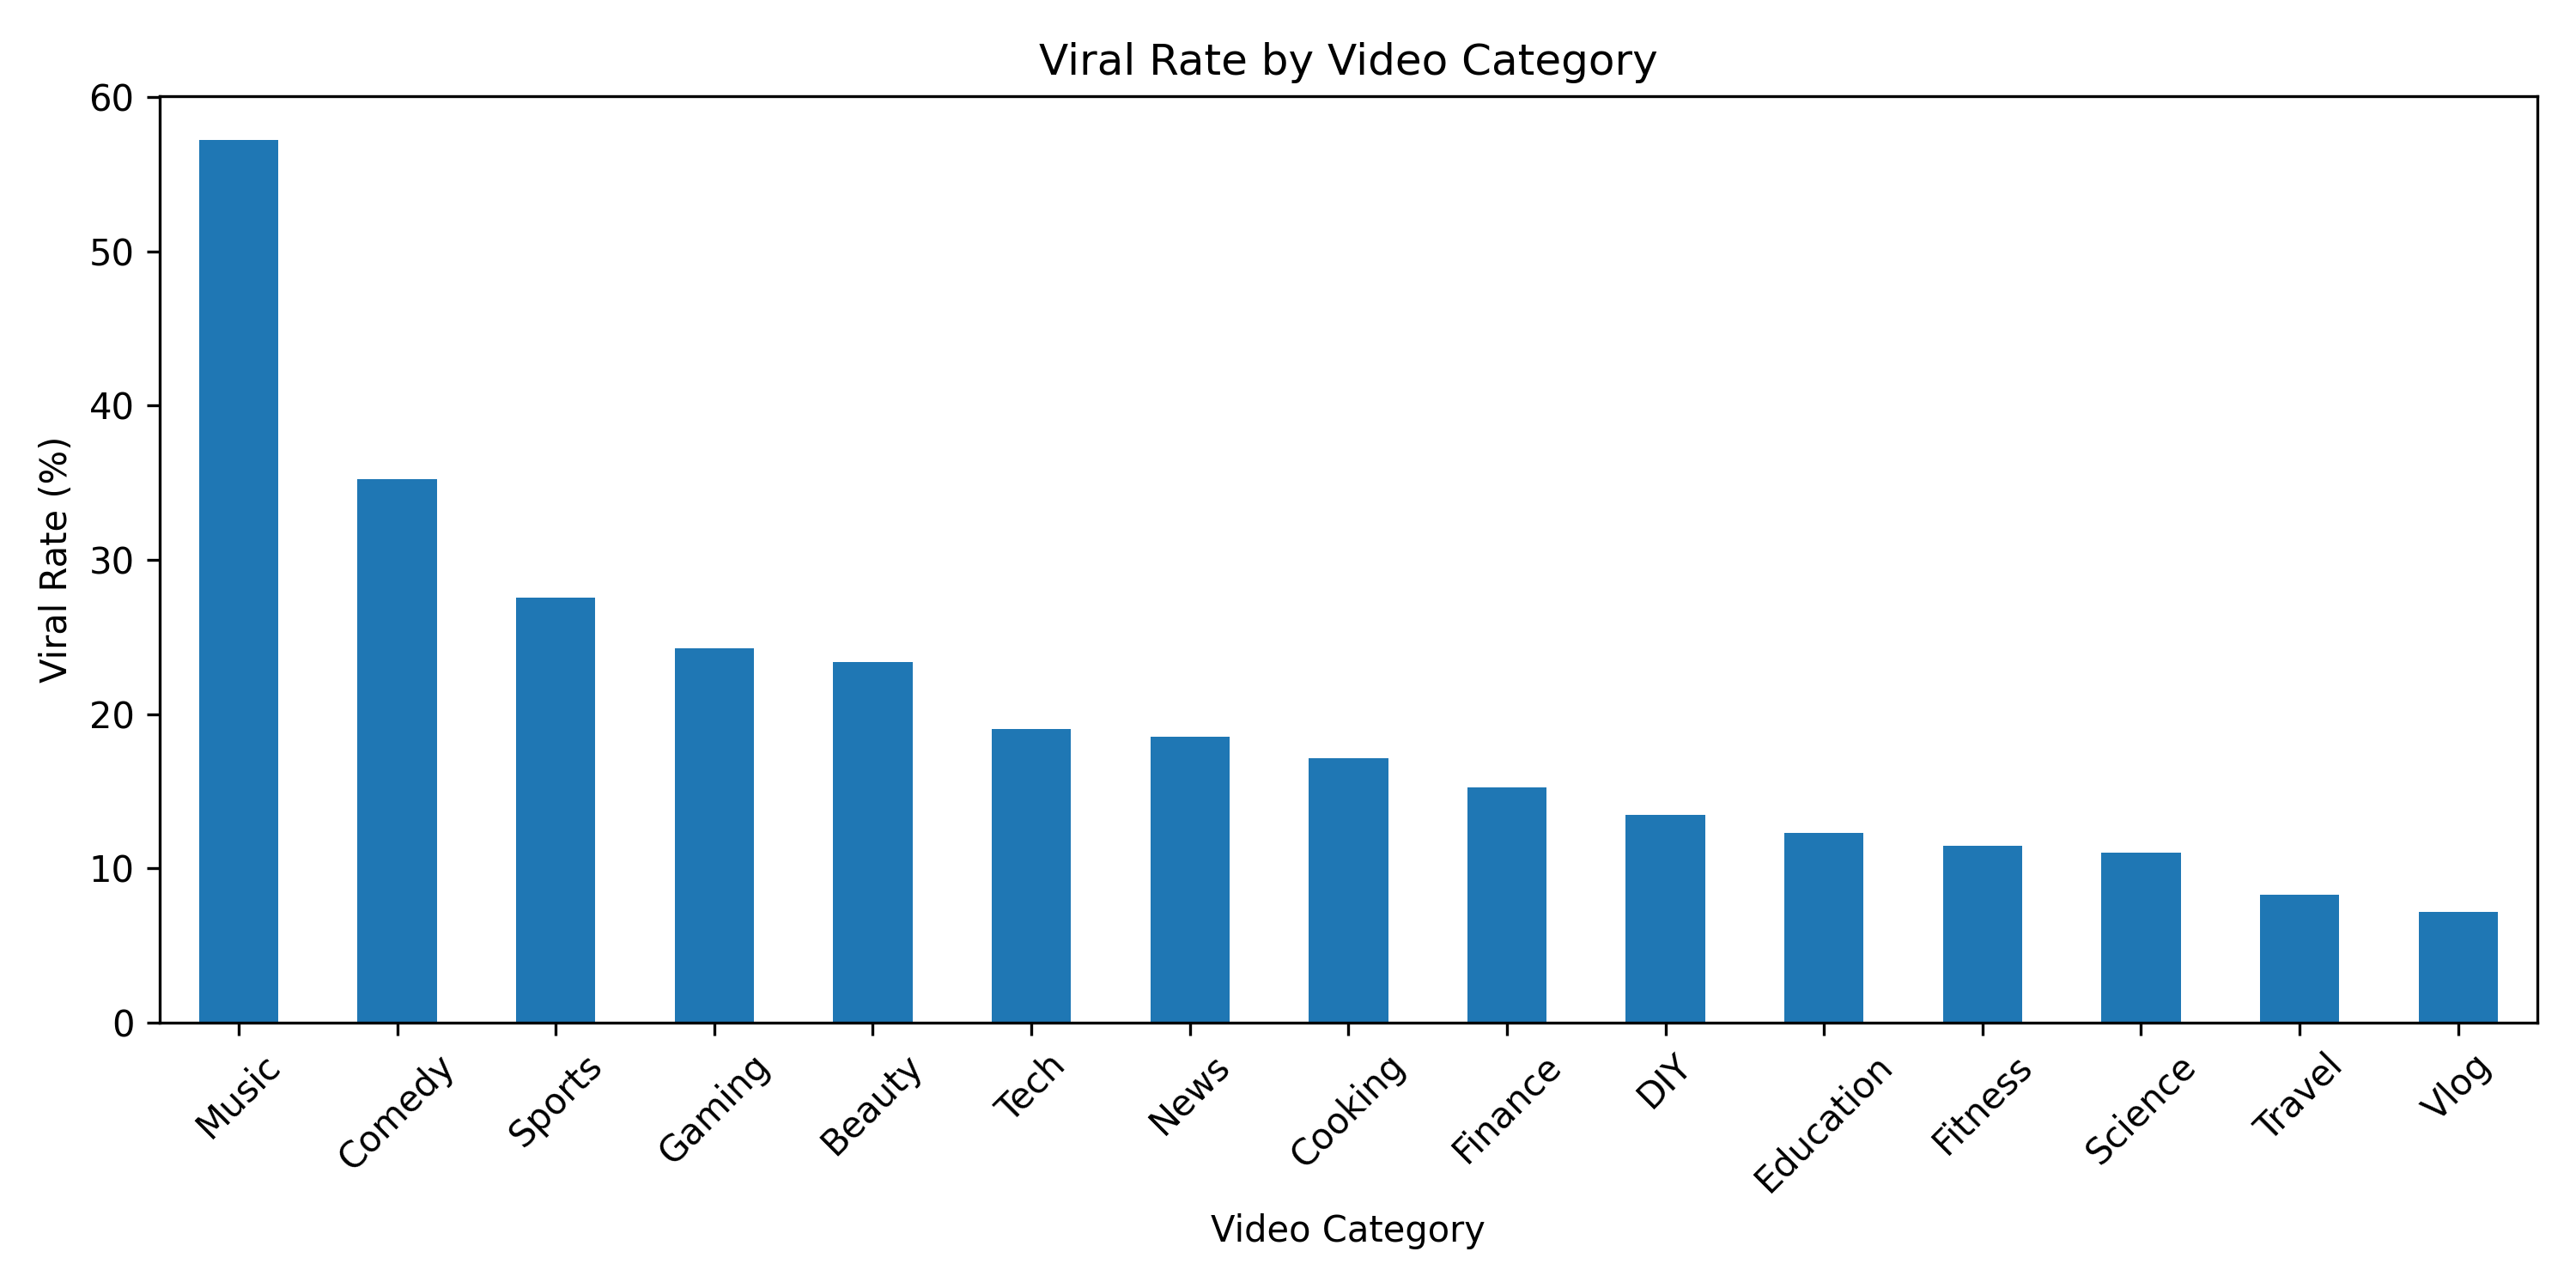 Viral Rate by Video Category
Viral Rate (%)
60
50
40
30
20
10
0
Music
Comedy
Sports
Gaming
Beauty
Tech
News
Cooking
Finance
DIY
Education
Fitness
Science
Travel
Vlog
Video Category